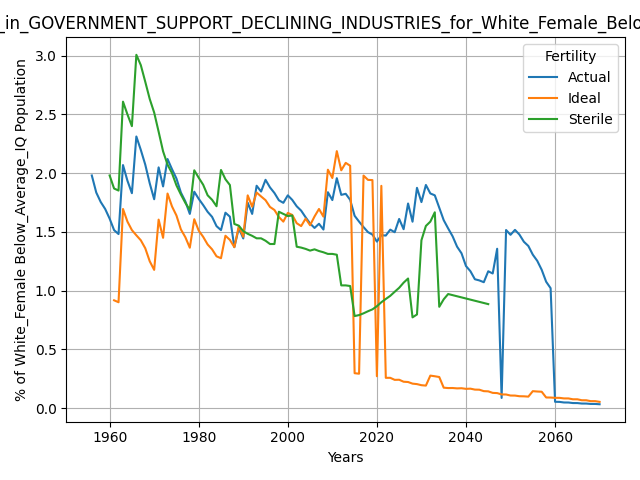 _in_GOVERNMENT_SUPPORT_DECLINING_INDUSTRIES_for_White_Female_Belo
% of White_Female Below_Average_IQ Population
3.0
2.5
2.0
1.5
1.0
0.5
0.0
Fertility
Actual
Ideal
Sterile
1960 1980 2000 2020 2040 2060
Years